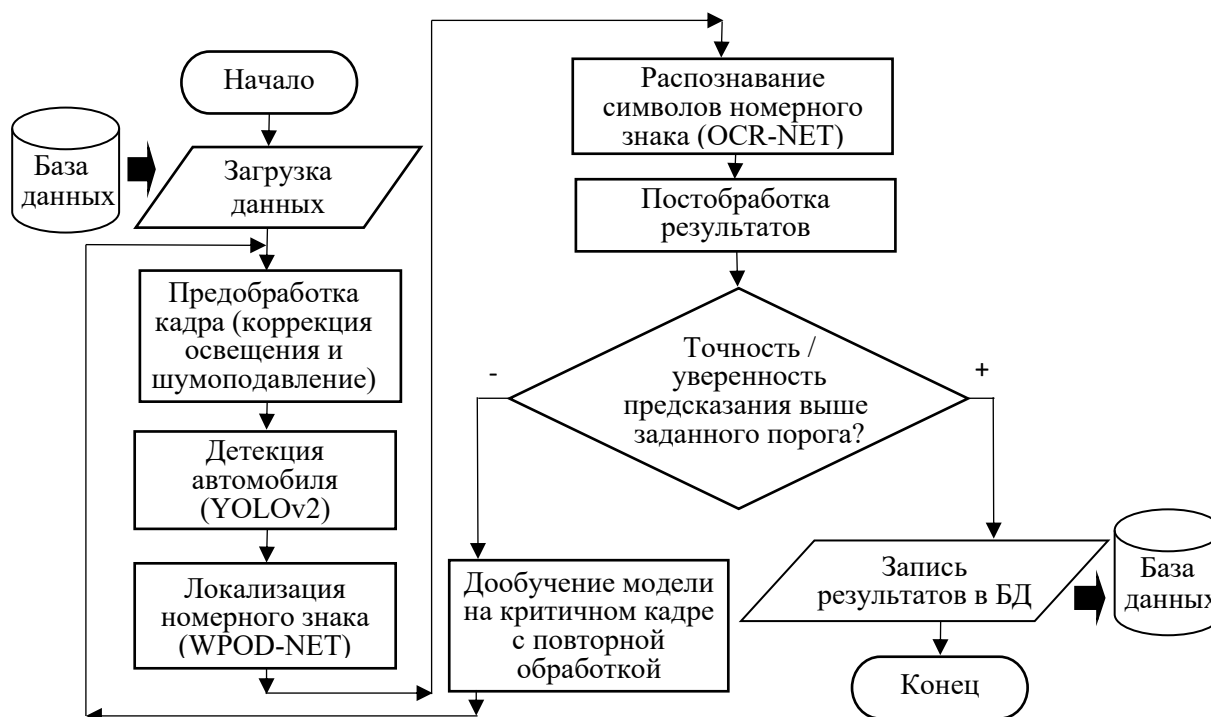 Начало
База
данных
Загрузка
данных
Предобработка
кадра (коррекция
освещения и
шумоподавление)
Детекция
автомобиля
(YOLOv2)
Локализация
номерного знака
(WPOD-NET)
Распознавание
символов номерного
знака (OCR-NET)
Постобработка
результатов
Точность /
уверенность
предсказания выше
заданного порога?
-
+
Дообучение модели
на критичном кадре
с повторной
обработкой
Запись
результатов в БД
База
данных
Конец